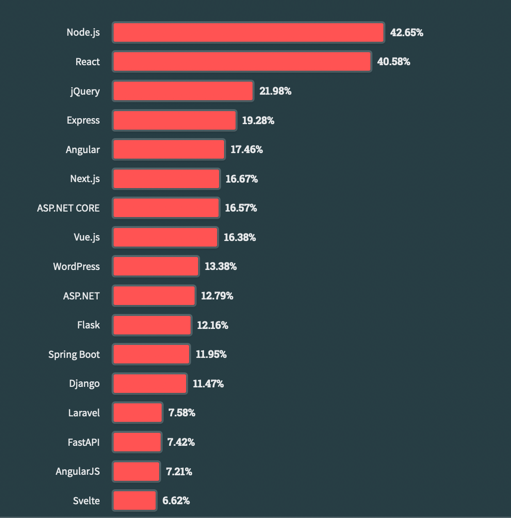 Node.js 42.65%
React 40.58%
jQuery 21.98%
Express 19.28%
Angular 17.46%
Next.js 16.67%
ASP.NET CORE 16.57%
Vue.js 16.38%
WordPress 13.38%
ASP.NET 12.79%
Flask 12.16%
Spring Boot 11.95%
Django 11.47%
Laravel 7.58%
FastAPI 7.42%
AngularJS 7.21%
Svelte 6.62%